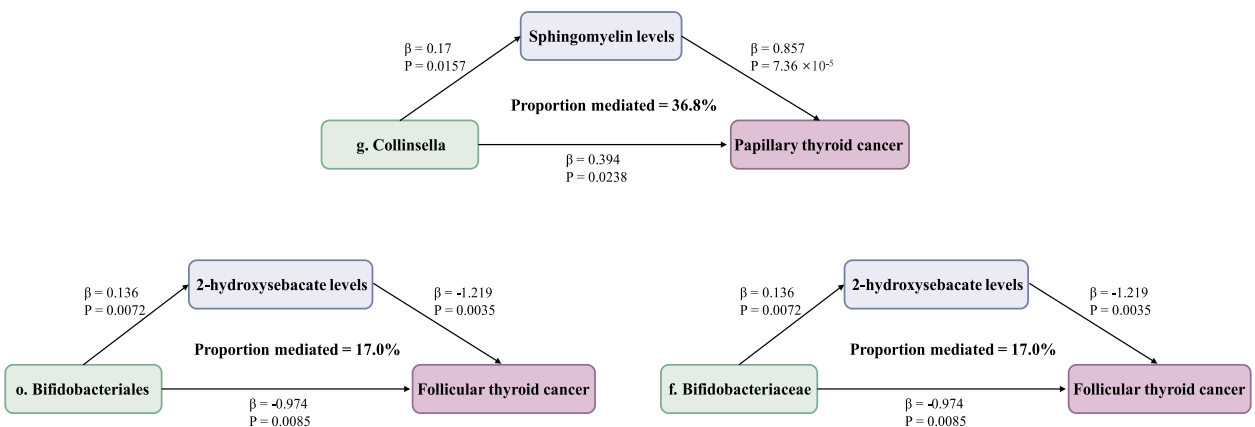 Sphingomyelin levels
β = 0.17
P = 0.0157
β = 0.857
P = 7.36 ×10⁻⁵
Proportion mediated = 36.8%
g. Collinsella
Papillary thyroid cancer
β = 0.394
P = 0.0238
2-hydroxysebacate levels
β = 0.136
P = 0.0072
β = -1.219
P = 0.0035
Proportion mediated = 17.0%
o. Bifidobacteriales
Follicular thyroid cancer
β = -0.974
P = 0.0085
2-hydroxysebacate levels
β = 0.136
P = 0.0072
β = -1.219
P = 0.0035
Proportion mediated = 17.0%
f. Bifidobacteriaceae
Follicular thyroid cancer
β = -0.974
P = 0.0085